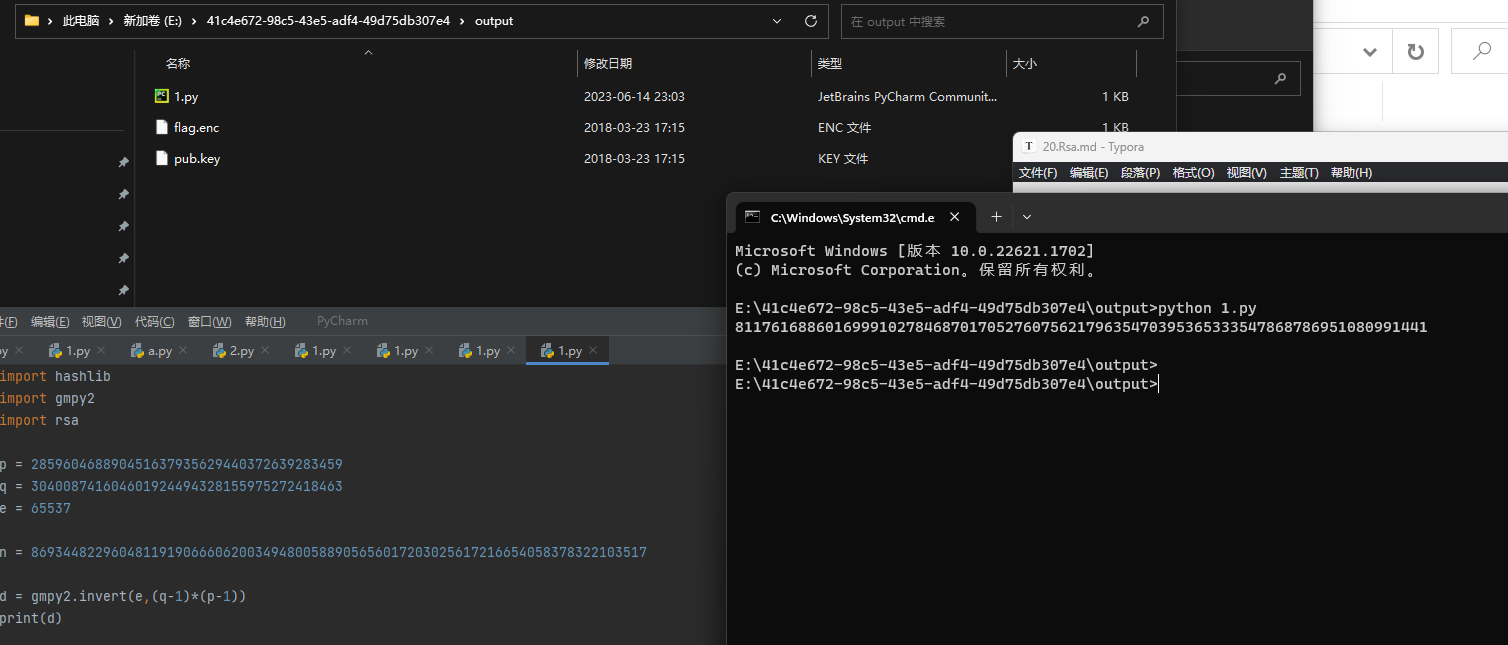 此电脑 › 新加卷 (E:) › 41c4e672-98c5-43e5-adf4-49d75db307e4 › output
在 output 中搜索
名称 修改日期 类型 大小
1.py 2023-06-14 23:03 JetBrains PyCharm Communit... 1 KB
flag.enc 2018-03-23 17:15 ENC 文件 1 KB
pub.key 2018-03-23 17:15 KEY 文件
T 20.Rsa.md - Typora
文件(F) 编辑(E) 段落(P) 格式(O) 视图(V) 主题(T) 帮助(H)
C:\Windows\System32\cmd.e
Microsoft Windows [版本 10.0.22621.1702]
(c) Microsoft Corporation。保留所有权利。
E:\41c4e672-98c5-43e5-adf4-49d75db307e4\output>python 1.py
81176168860169991027846870170527607562179635470395365333547868786951080991441
E:\41c4e672-98c5-43e5-adf4-49d75db307e4\output>
E:\41c4e672-98c5-43e5-adf4-49d75db307e4\output>
件(F) 编辑(E) 视图(V) 代码(C) 窗口(W) 帮助(H) PyCharm
py 1.py a.py 2.py 1.py 1.py 1.py 1.py
import hashlib
import gmpy2
import rsa
p = 285960468890451637935629440372639283459
q = 304008741604601924494328155975272418463
e = 65537
n = 86934482296048119190666062003494800588905656017203025617216654058378322103517
d = gmpy2.invert(e,(q-1)*(p-1))
print(d)